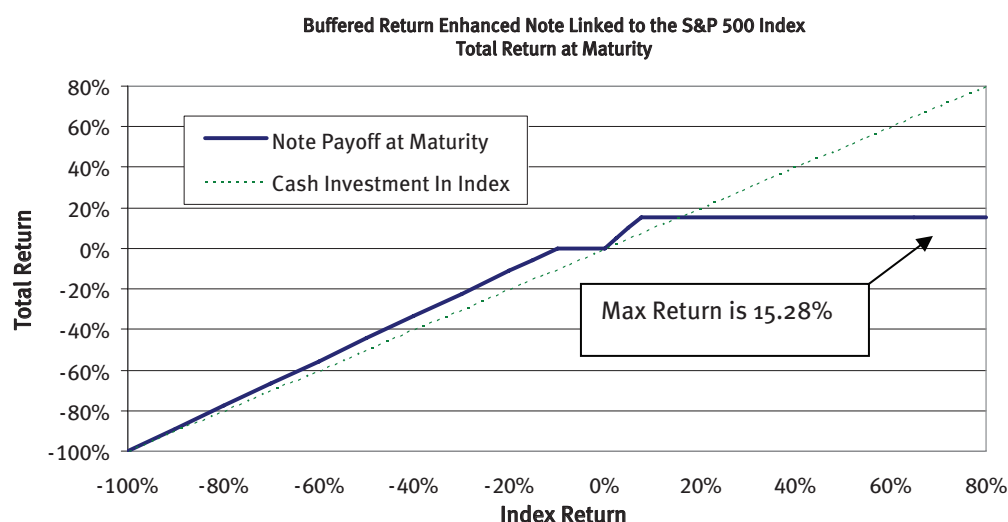 Buffered Return Enhanced Note Linked to the S&P 500 Index
Total Return at Maturity
80%
60%
40%
20%
0%
-20%
-40%
-60%
-80%
-100%
Total Return
Note Payoff at Maturity
Cash Investment In Index
Max Return is 15.28%
-100%
-80%
-60%
-40%
-20%
0%
20%
40%
60%
80%
Index Return